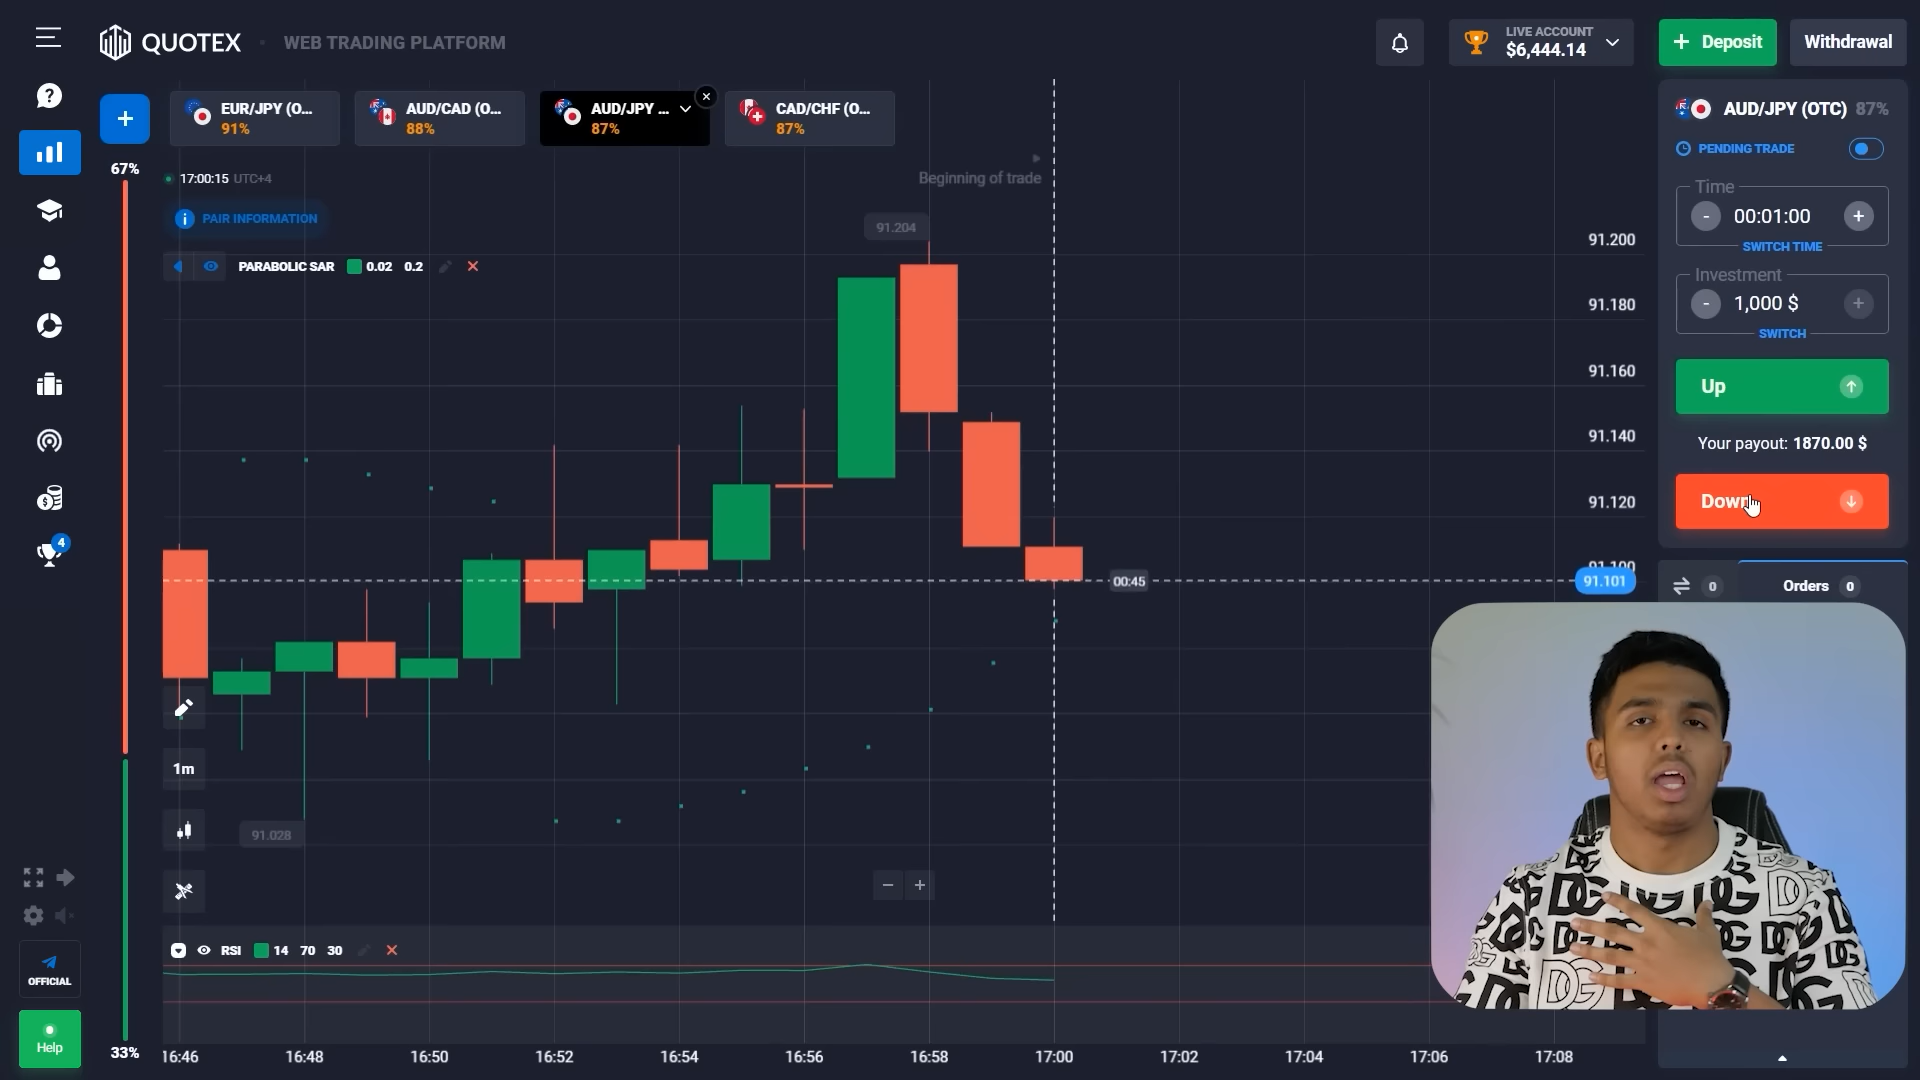 QUOTEX
WEB TRADING PLATFORM
LIVE ACCOUNT
$6,444.14
+ Deposit
Withdrawal
+
EUR/JPY (O...
91%
AUD/CAD (O...
88%
AUD/JPY ...
87%
CAD/CHF (O...
87%
67%
17:00:15 UTC+4
Beginning of trade
PAIR INFORMATION
PARABOLIC SAR 0.02 0.2
91.204
91.200
91.180
91.160
91.140
91.120
91.100
91.101
00:45
91.028
1m
RSI 14 70 30
33%
16:46
16:48
16:50
16:52
16:54
16:56
16:58
17:00
17:02
17:04
17:06
17:08
4
OFFICIAL
Help
AUD/JPY (OTC) 87%
PENDING TRADE
Time
- 00:01:00 +
SWITCH TIME
Investment
- 1,000 $ +
SWITCH
Up
Your payout: 1870.00 $
Down
0
Orders 0